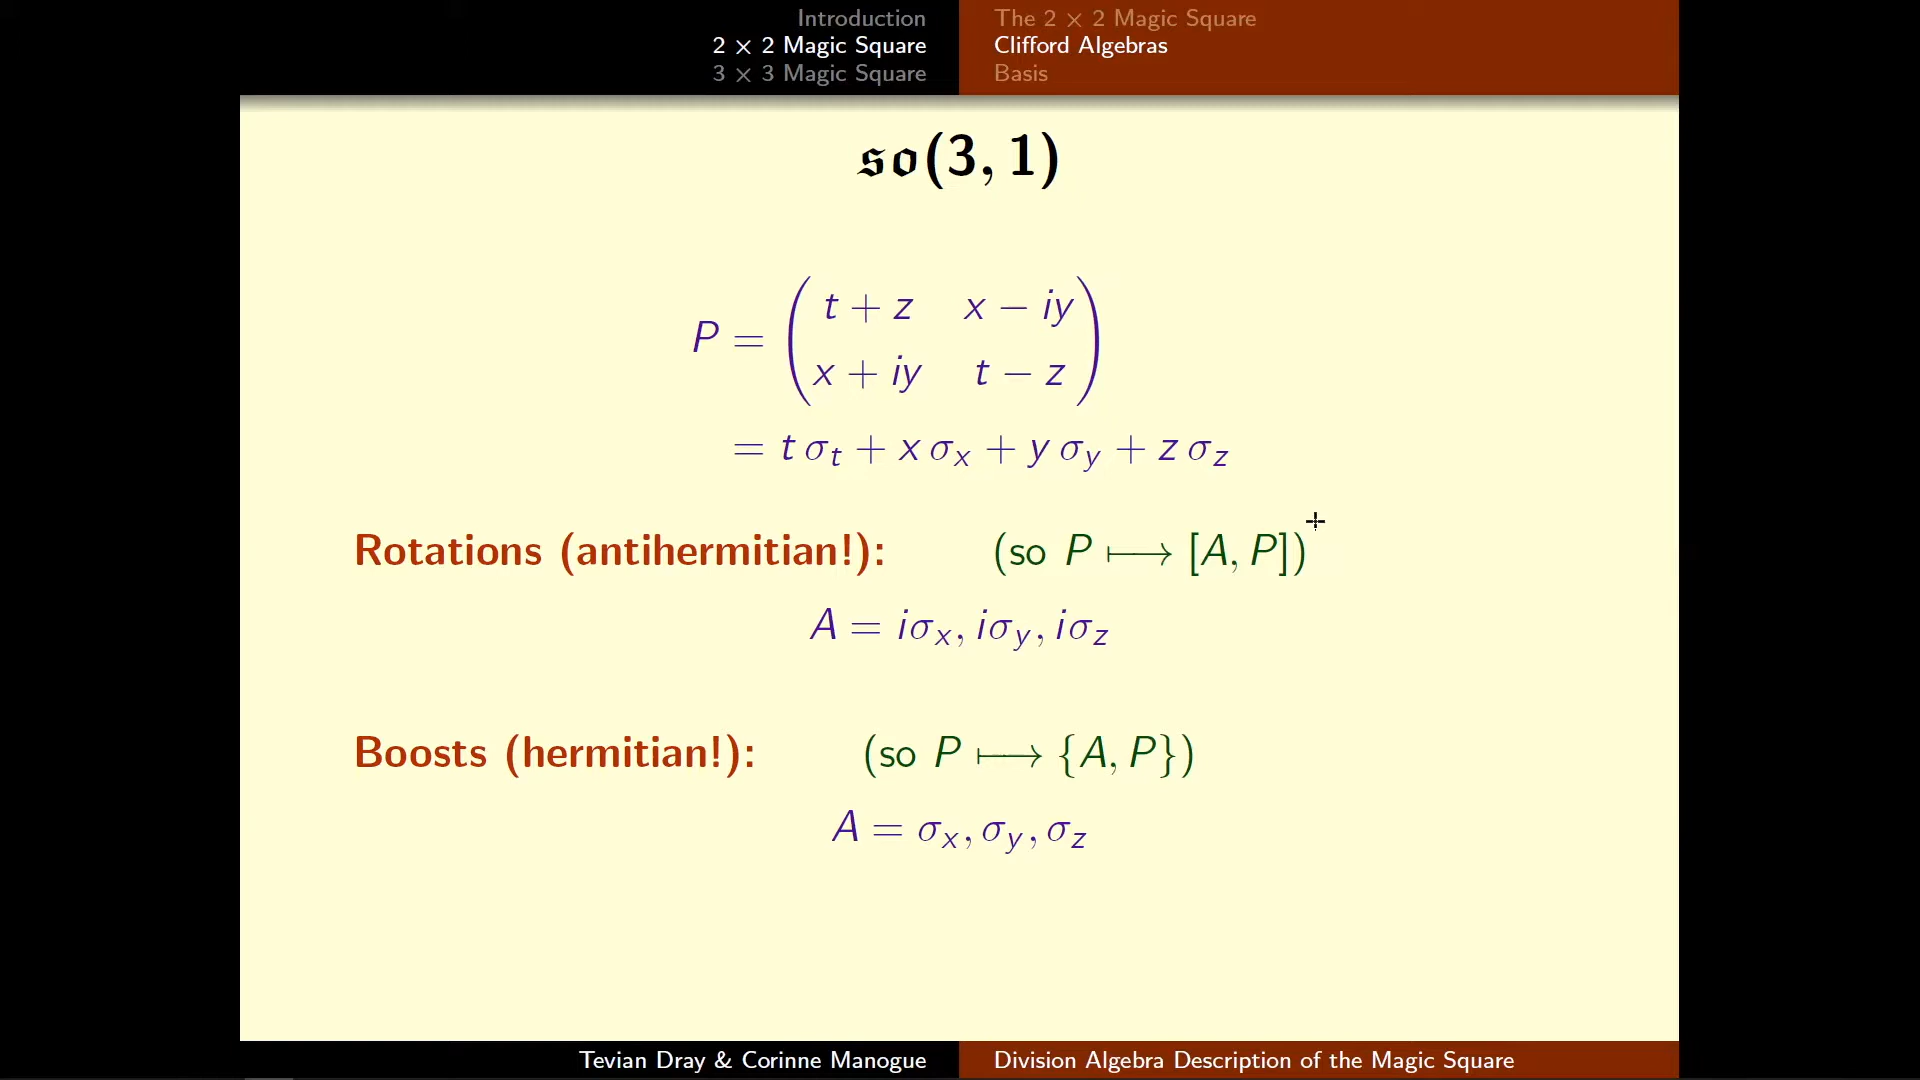 Introduction
2 × 2 Magic Square
3 × 3 Magic Square
The 2 × 2 Magic Square
Clifford Algebras
Basis
𝔰𝔬(3, 1)
P = ( t + z   x − iy
x + iy   t − z )
= t σ_t + x σ_x + y σ_y + z σ_z
Rotations (antihermitian!): (so P ⟼ [A, P])
A = iσ_x, iσ_y, iσ_z
Boosts (hermitian!): (so P ⟼ {A, P})
A = σ_x, σ_y, σ_z
Tevian Dray & Corinne Manogue
Division Algebra Description of the Magic Square